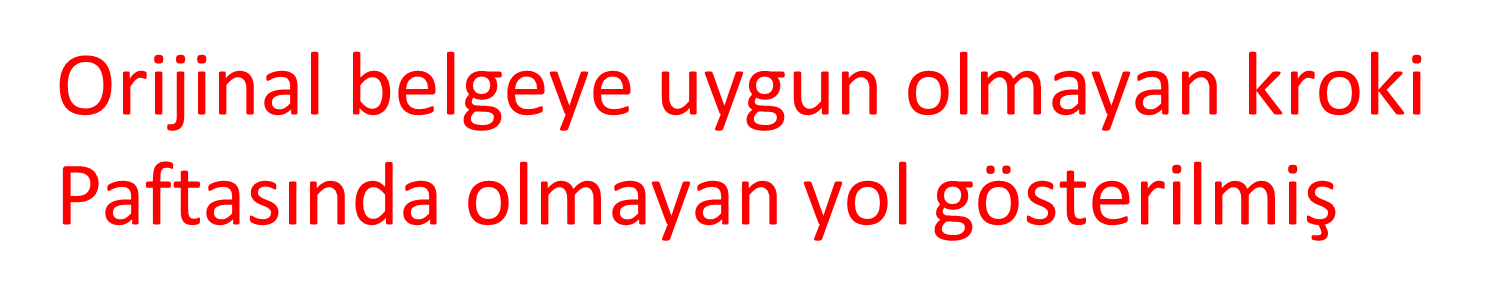 Orijinal belgeye uygun olmayan kroki
Paftasında olmayan yol gösterilmiş